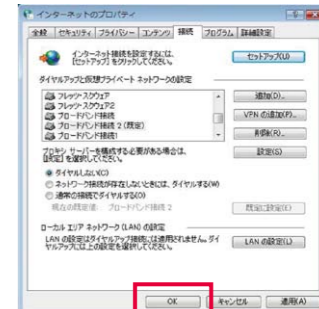 インターネットのプロパティ
全般 セキュリティ プライバシー コンテンツ 接続 プログラム 詳細設定
インターネット接続を設定するには、
[セットアップ] をクリックしてください。
セットアップ(U)
ダイヤルアップと仮想プライベート ネットワークの設定
フレッツ・スクウェア
フレッツ・スクウェア2
ブロードバンド接続
ブロードバンド接続 2 (既定)
ブロードバンド接続1
追加(D)...
VPN の追加(P)...
削除(R)...
プロキシ サーバーを構成する必要がある場合は、
[設定] を選択してください。
設定(S)
ダイヤルしない(C)
ネットワーク接続が存在しないときには、ダイヤルする(W)
通常の接続でダイヤルする(O)
現在の既定値: ブロードバンド接続 2
既定に設定(E)
ローカル エリア ネットワーク (LAN) の設定
LAN の設定はダイヤルアップ接続には適用されません。ダイ
ヤルアップには上の設定を選択してください。
LAN の設定(L)
OK キャンセル 適用(A)